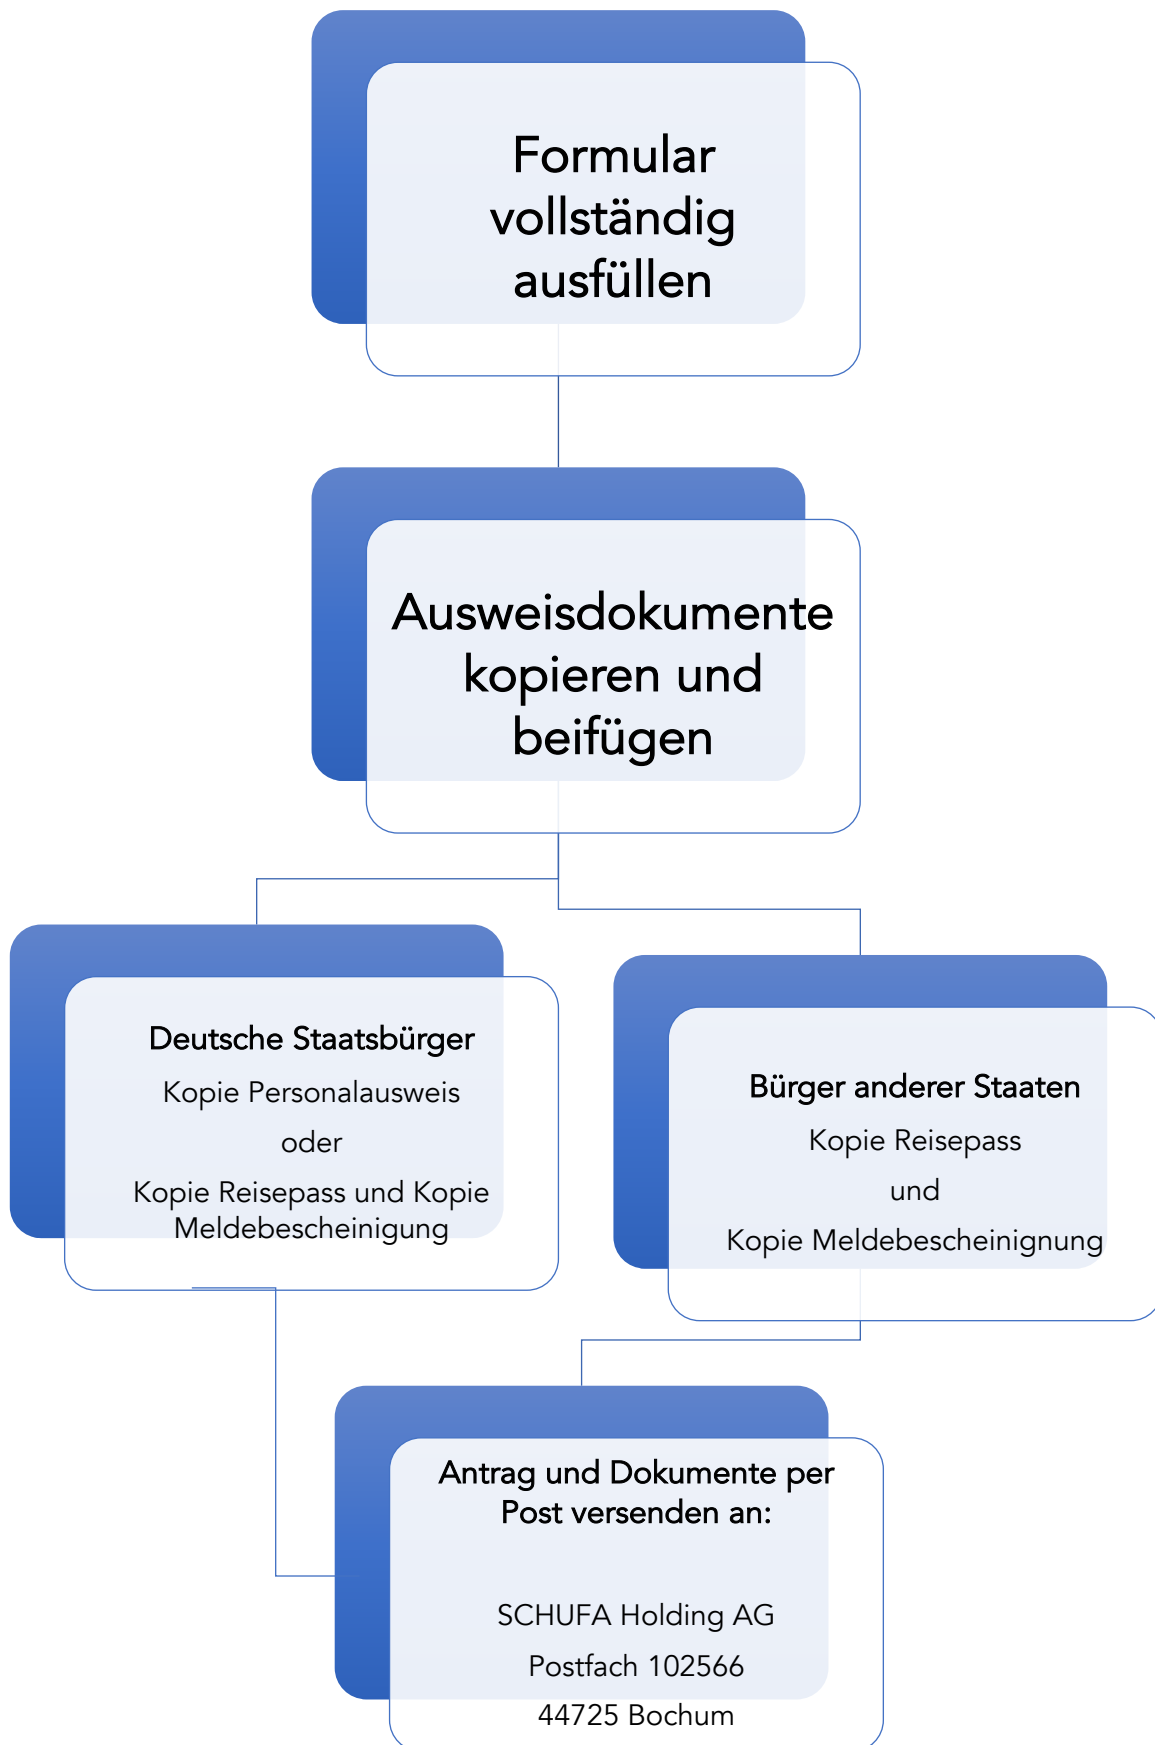 Formular
vollständig
ausfüllen
Ausweisdokumente
kopieren und
beifügen
Deutsche Staatsbürger
Kopie Personalausweis
oder
Kopie Reisepass und Kopie
Meldebescheinigung
Bürger anderer Staaten
Kopie Reisepass
und
Kopie Meldebescheinignung
Antrag und Dokumente per
Post versenden an:
SCHUFA Holding AG
Postfach 102566
44725 Bochum